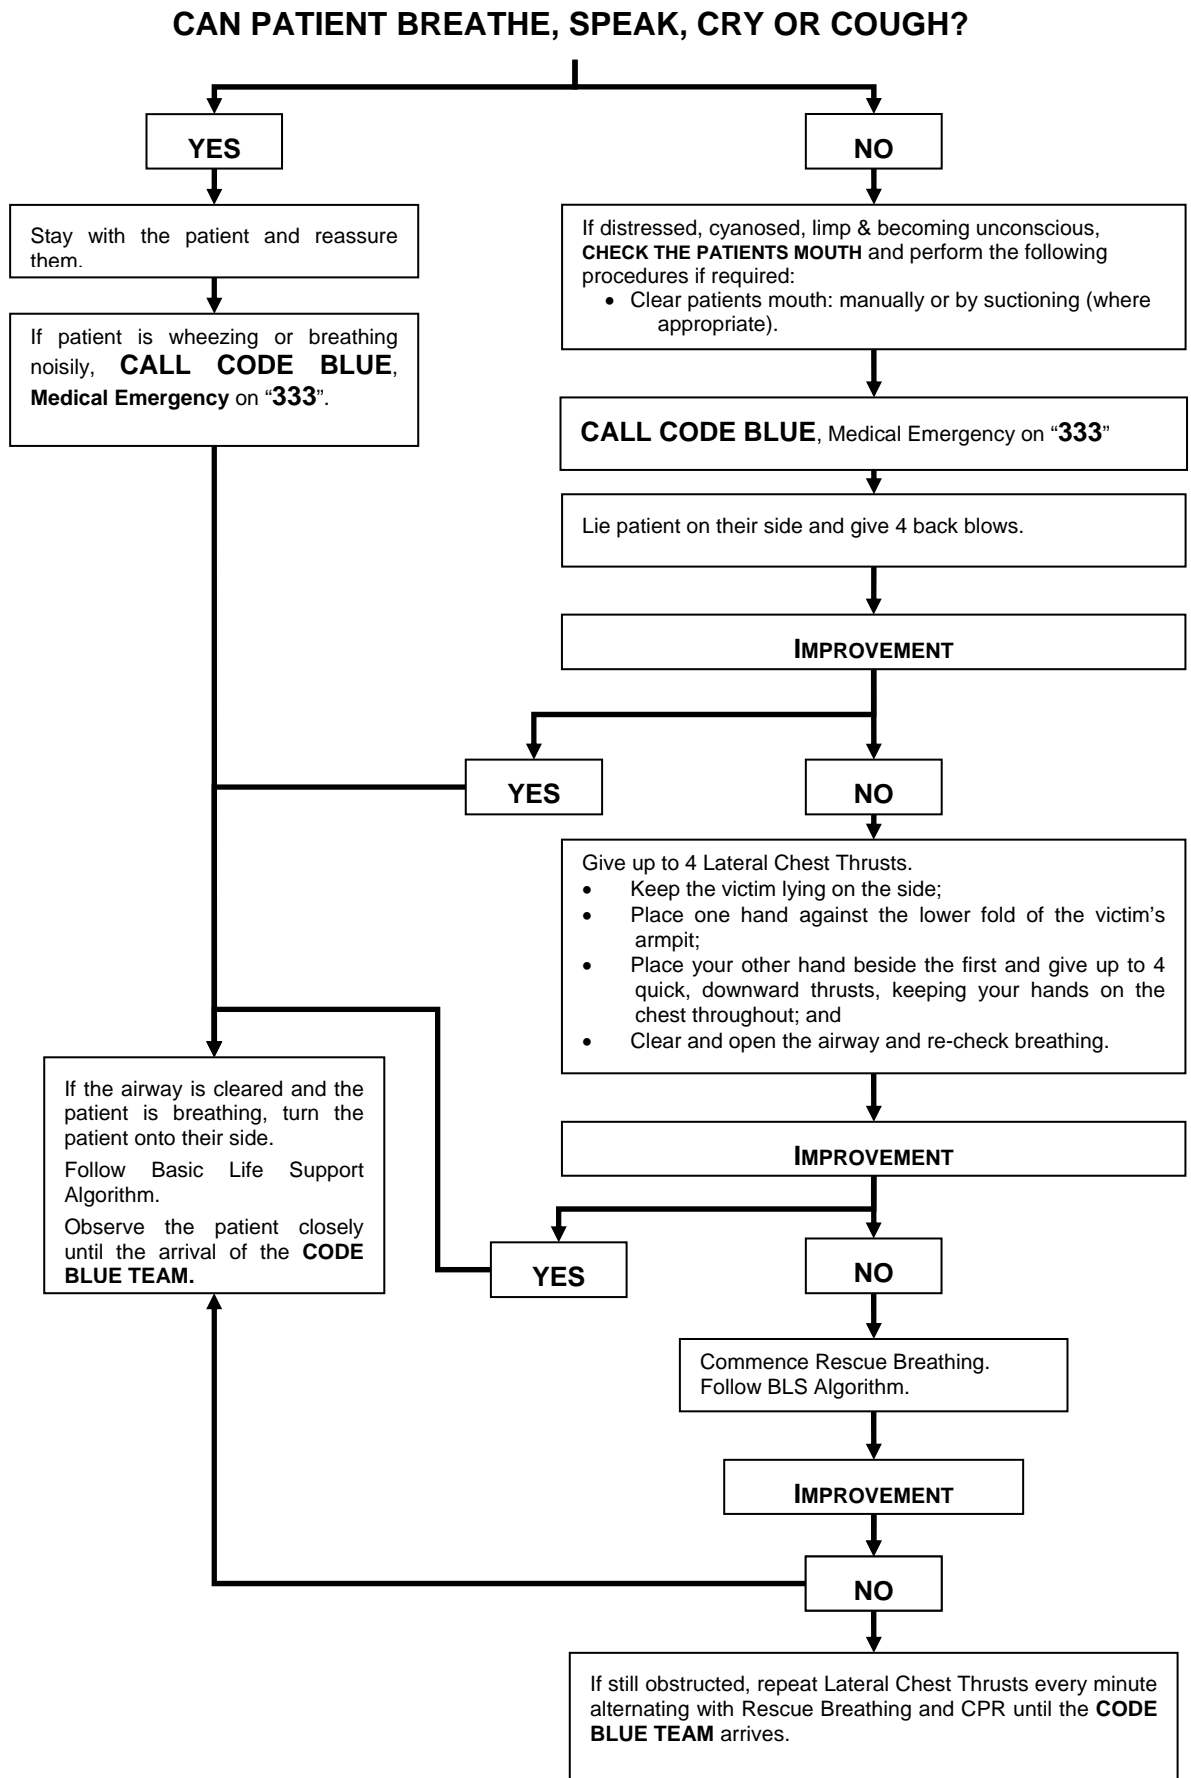 CAN PATIENT BREATHE, SPEAK, CRY OR COUGH?
YES
Stay with the patient and reassure
them.
If patient is wheezing or breathing
noisily, CALL CODE BLUE,
Medical Emergency on “333”.
NO
If distressed, cyanosed, limp & becoming unconscious,
CHECK THE PATIENTS MOUTH and perform the following
procedures if required:
• Clear patients mouth: manually or by suctioning (where
appropriate).
CALL CODE BLUE, Medical Emergency on “333”
Lie patient on their side and give 4 back blows.
IMPROVEMENT
YES
NO
Give up to 4 Lateral Chest Thrusts.
• Keep the victim lying on the side;
• Place one hand against the lower fold of the victim’s
armpit;
• Place your other hand beside the first and give up to 4
quick, downward thrusts, keeping your hands on the
chest throughout; and
• Clear and open the airway and re-check breathing.
If the airway is cleared and the
patient is breathing, turn the
patient onto their side.
Follow Basic Life Support
Algorithm.
Observe the patient closely
until the arrival of the CODE
BLUE TEAM.
IMPROVEMENT
YES
NO
Commence Rescue Breathing.
Follow BLS Algorithm.
IMPROVEMENT
NO
If still obstructed, repeat Lateral Chest Thrusts every minute
alternating with Rescue Breathing and CPR until the CODE
BLUE TEAM arrives.